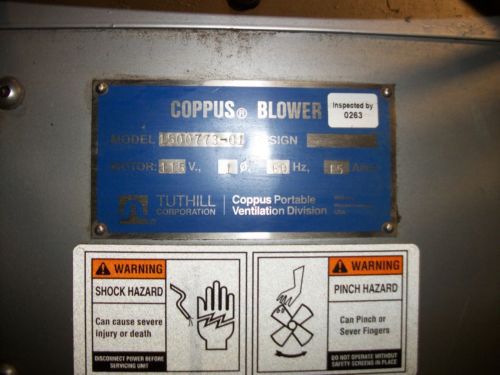 COPPUS® BLOWER
Inspected by
0263
MODEL 1500773-01 DESIGN
MOTOR: 115 V., 1 Ø, 60 Hz, 15 Amp
TUTHILL
CORPORATION
Coppus Portable
Ventilation Division
USA
WARNING
SHOCK HAZARD
Can cause severe
injury or death
DISCONNECT POWER BEFORE
SERVICING UNIT
WARNING
PINCH HAZARD
Can Pinch or
Sever Fingers
DO NOT OPERATE WITHOUT
SAFETY SCREENS IN PLACE